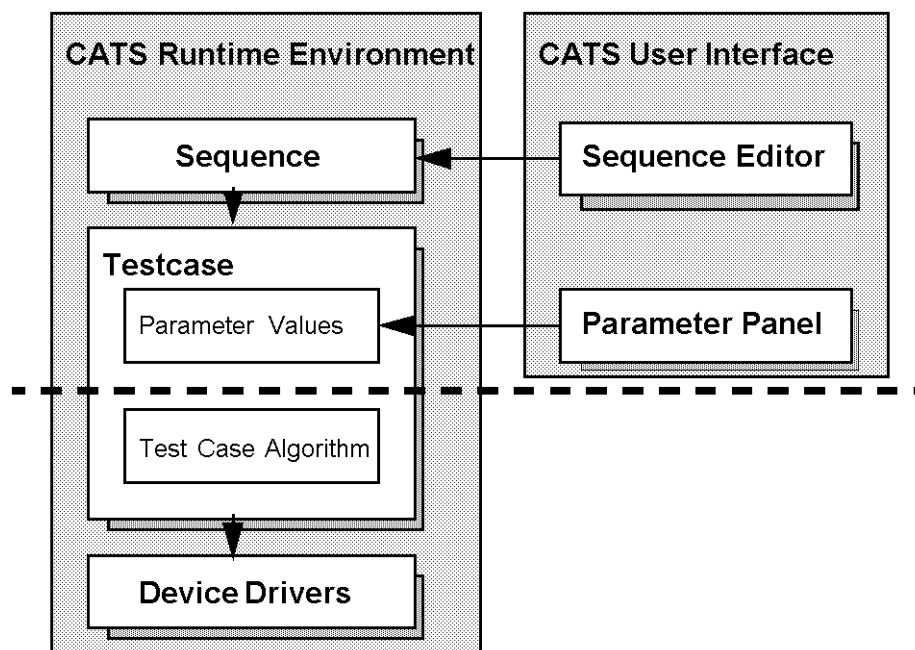 CATS Runtime Environment
CATS User Interface
Sequence
Sequence Editor
Testcase
Parameter Values
Parameter Panel
Test Case Algorithm
Device Drivers